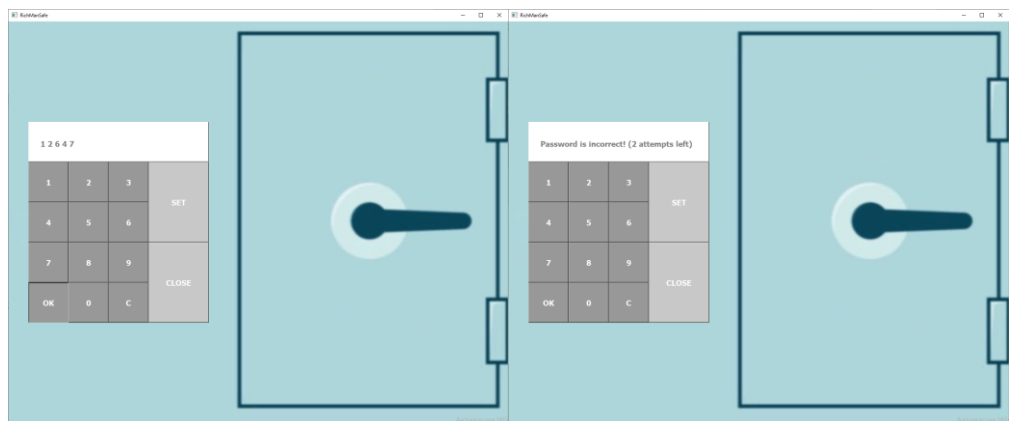 RichManSafe
1 2 6 4 7
1 2 3
SET
4 5 6
7 8 9
CLOSE
OK 0 C
RichManSafe
Password is incorrect! (2 attempts left)
1 2 3
SET
4 5 6
7 8 9
CLOSE
OK 0 C